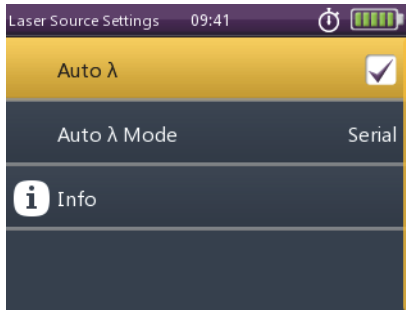 Laser Source Settings 09:41
Auto λ
Auto λ Mode Serial
i Info